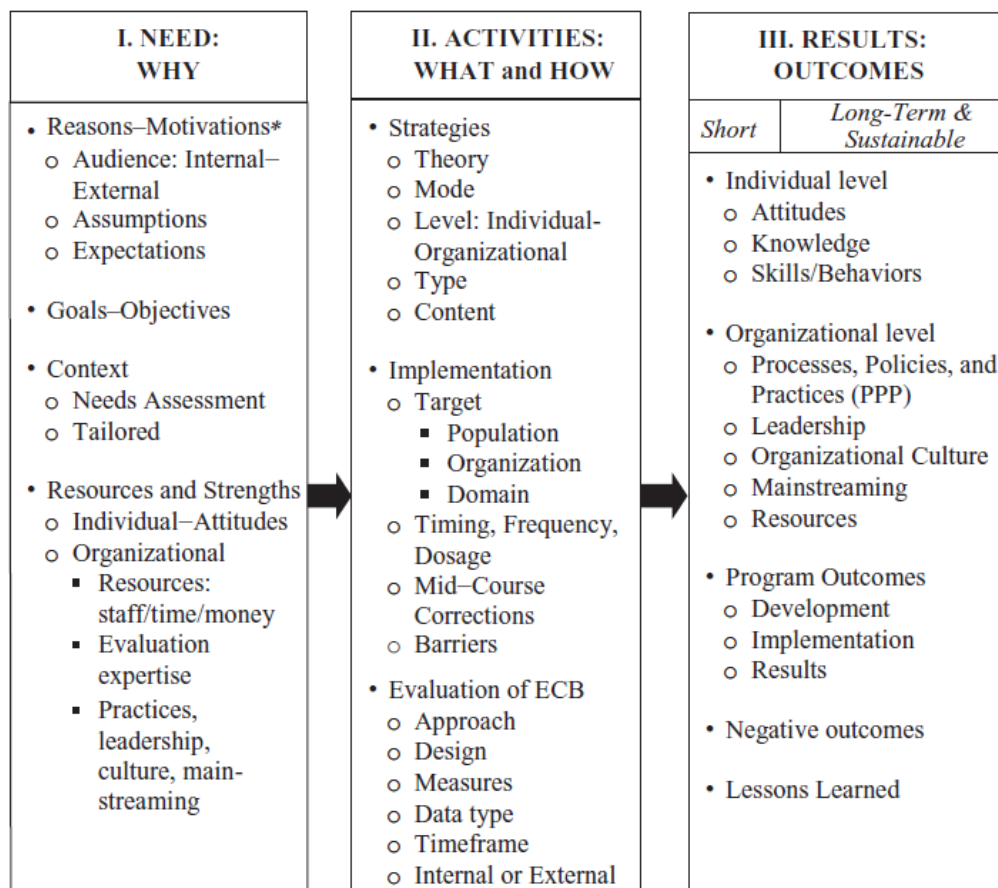 I. NEED:
WHY
• Reasons–Motivations*
o Audience: Internal–
External
o Assumptions
o Expectations
• Goals–Objectives
• Context
o Needs Assessment
o Tailored
• Resources and Strengths
o Individual–Attitudes
o Organizational
▪ Resources:
staff/time/money
▪ Evaluation
expertise
▪ Practices,
leadership,
culture, main-
streaming
II. ACTIVITIES:
WHAT and HOW
• Strategies
o Theory
o Mode
o Level: Individual-
Organizational
o Type
o Content
• Implementation
o Target
▪ Population
▪ Organization
▪ Domain
o Timing, Frequency,
Dosage
o Mid–Course
Corrections
o Barriers
• Evaluation of ECB
o Approach
o Design
o Measures
o Data type
o Timeframe
o Internal or External
III. RESULTS:
OUTCOMES
Short
Long-Term &
Sustainable
• Individual level
o Attitudes
o Knowledge
o Skills/Behaviors
• Organizational level
o Processes, Policies, and
Practices (PPP)
o Leadership
o Organizational Culture
o Mainstreaming
o Resources
• Program Outcomes
o Development
o Implementation
o Results
• Negative outcomes
• Lessons Learned